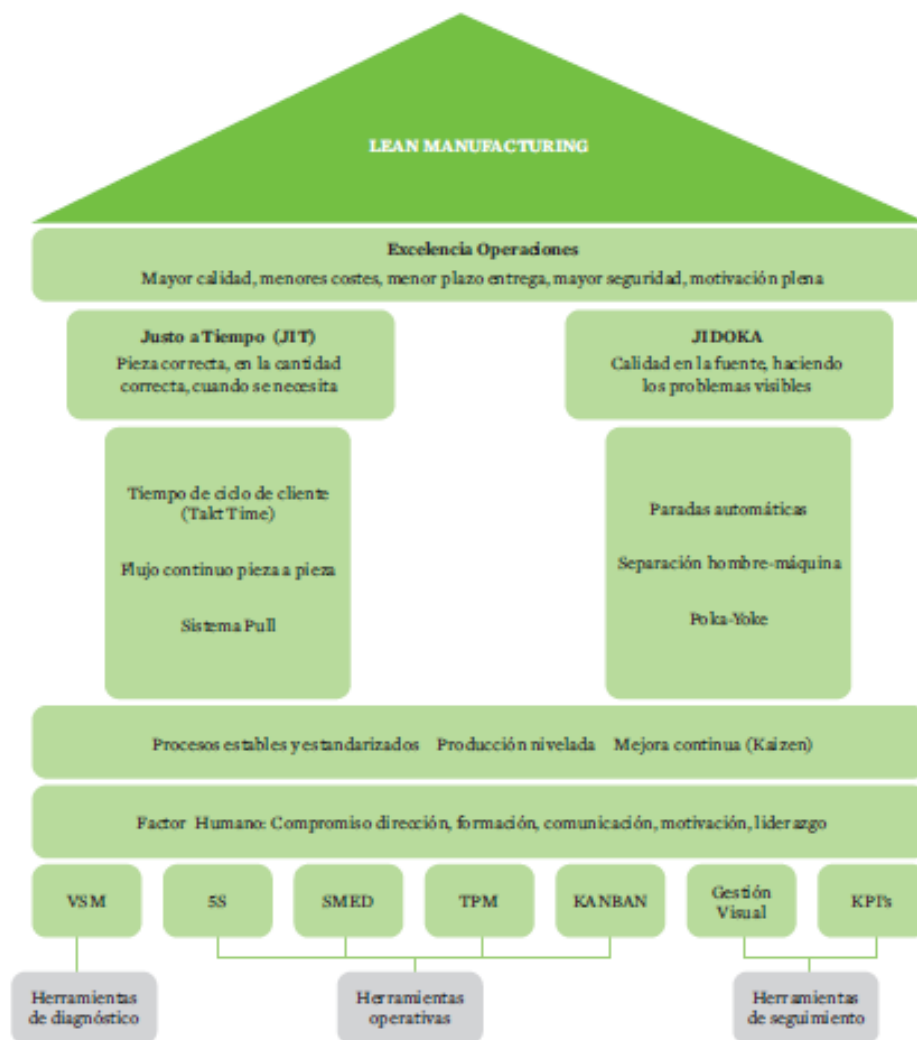 LEAN MANUFACTURING
Excelencia Operaciones
Mayor calidad, menores costes, menor plazo entrega, mayor seguridad, motivación plena
Justo a Tiempo (JIT)
Pieza correcta, en la cantidad
correcta, cuando se necesita
JIDOKA
Calidad en la fuente, haciendo
los problemas visibles
Tiempo de ciclo de cliente
(Takt Time)
Flujo continuo pieza a pieza
Sistema Pull
Paradas automáticas
Separación hombre-máquina
Poka-Yoke
Procesos estables y estandarizados Producción nivelada Mejora continua (Kaizen)
Factor Humano: Compromiso dirección, formación, comunicación, motivación, liderazgo
VSM
5S
SMED
TPM
KANBAN
Gestión
Visual
KPI's
Herramientas
de diagnóstico
Herramientas
operativas
Herramientas
de seguimiento